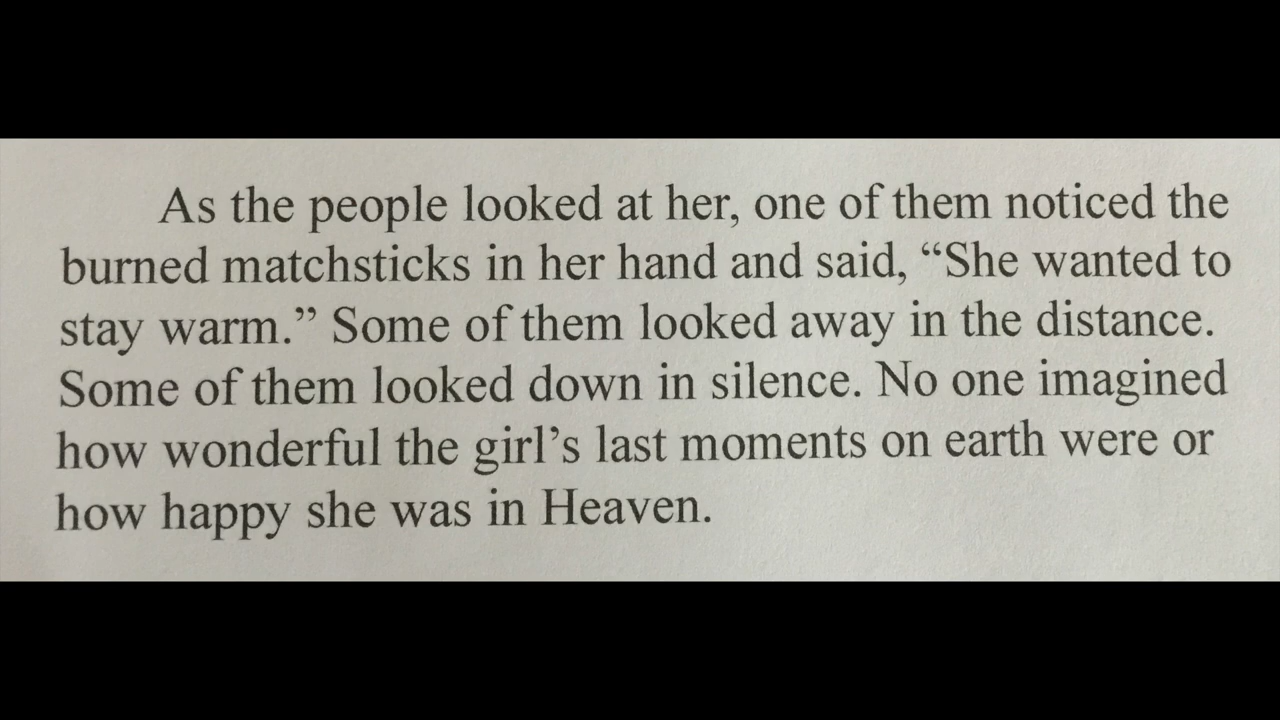 As the people looked at her, one of them noticed the
burned matchsticks in her hand and said, “She wanted to
stay warm.” Some of them looked away in the distance.
Some of them looked down in silence. No one imagined
how wonderful the girl’s last moments on earth were or
how happy she was in Heaven.